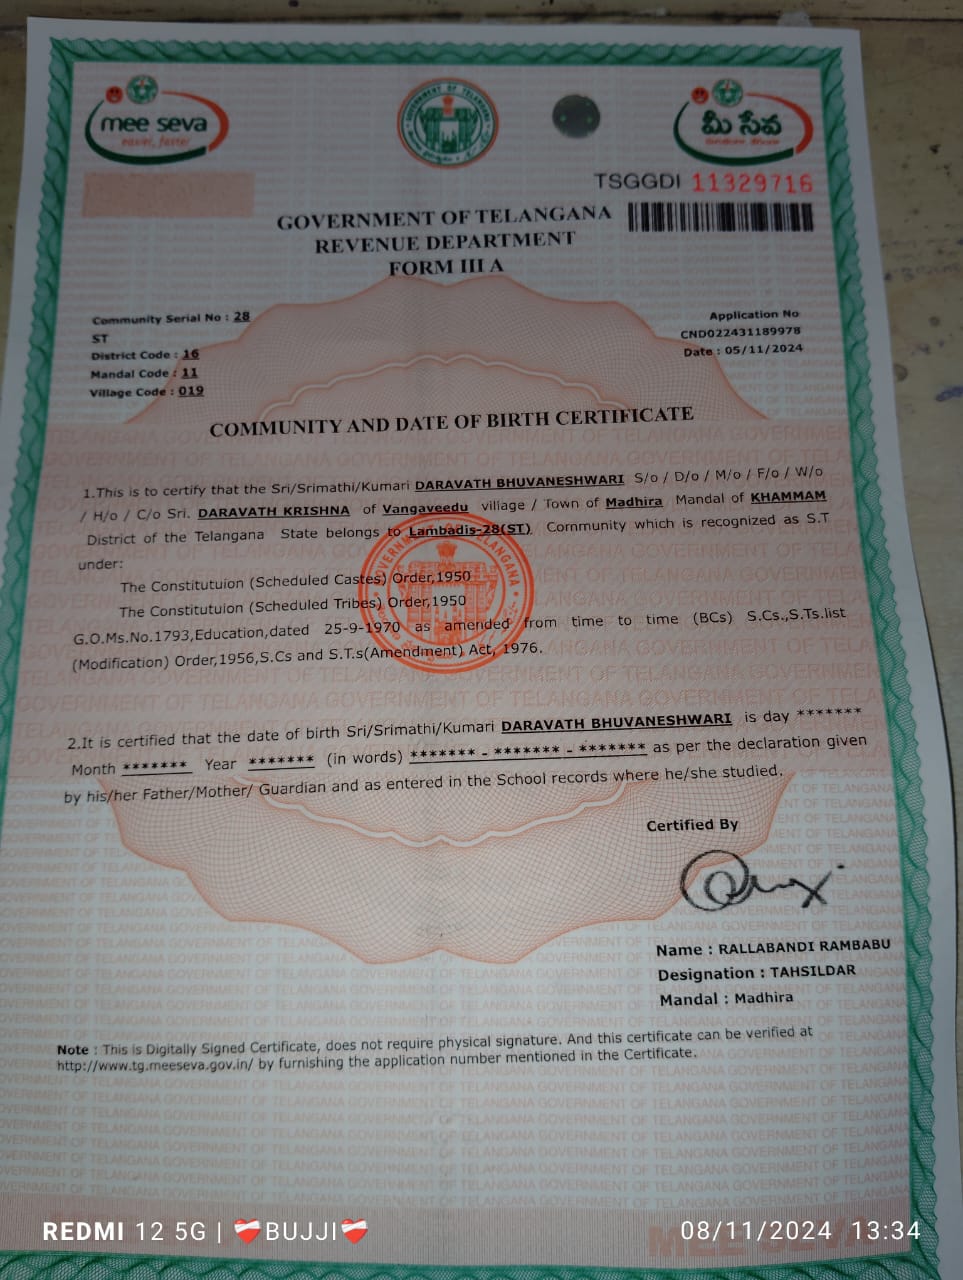 mee seva
easier, faster
GOVERNMENT OF TELANGANA
మీ సేవ
TSGGDI 11329716
GOVERNMENT OF TELANGANA
REVENUE DEPARTMENT
FORM III A
Community Serial No : 28
ST
District Code : 16
Mandal Code : 11
Village Code : 019
Application No
CND022431189978
Date : 05/11/2024
COMMUNITY AND DATE OF BIRTH CERTIFICATE
1.This is to certify that the Sri/Srimathi/Kumari DARAVATH BHUVANESHWARI S/o / D/o / M/o / F/o / W/o
/ H/o / C/o Sri. DARAVATH KRISHNA of Vangaveedu village / Town of Madhira Mandal of KHAMMAM
District of the Telangana State belongs to Lambadis-28(ST) Cornmunity which is recognized as S.T
under:
The Constitutuion (Scheduled Castes) Order,1950
The Constitutuion (Scheduled Tribes) Order,1950
G.O.Ms.No.1793,Education,dated 25-9-1970 as amended from time to time (BCs) S.Cs.,S.Ts.list
(Modification) Order,1956,S.Cs and S.T.s(Amendment) Act, 1976.
2.It is certified that the date of birth Sri/Srimathi/Kumari DARAVATH BHUVANESHWARI is day *******
Month ******* Year ******* (in words) ******* - ******* - ******* as per the declaration given
by his/her Father/Mother/ Guardian and as entered in the School records where he/she studied.
Certified By
Name : RALLABANDI RAMBABU
Designation : TAHSILDAR
Mandal : Madhira
Note : This is Digitally Signed Certificate, does not require physical signature. And this certificate can be verified at
http://www.tg.meeseva.gov.in/ by furnishing the application number mentioned in the Certificate.
MEE SEVA
REDMI 12 5G | ❤️‍🩹BUJJI❤️‍🩹
08/11/2024 13:34